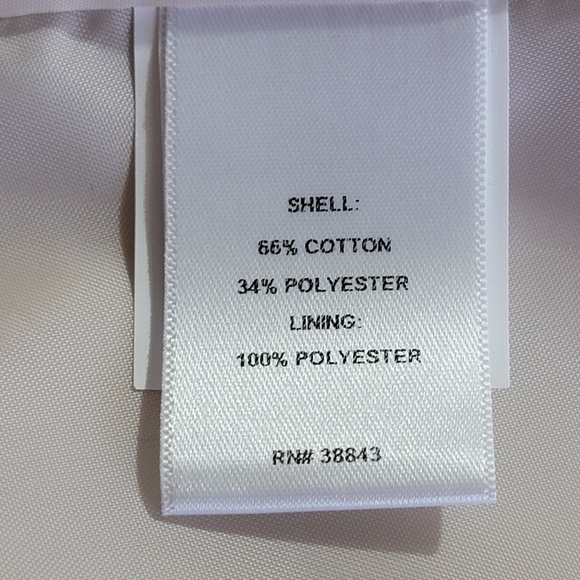 SHELL:
66% COTTON
34% POLYESTER
LINING:
100% POLYESTER
RN# 38843